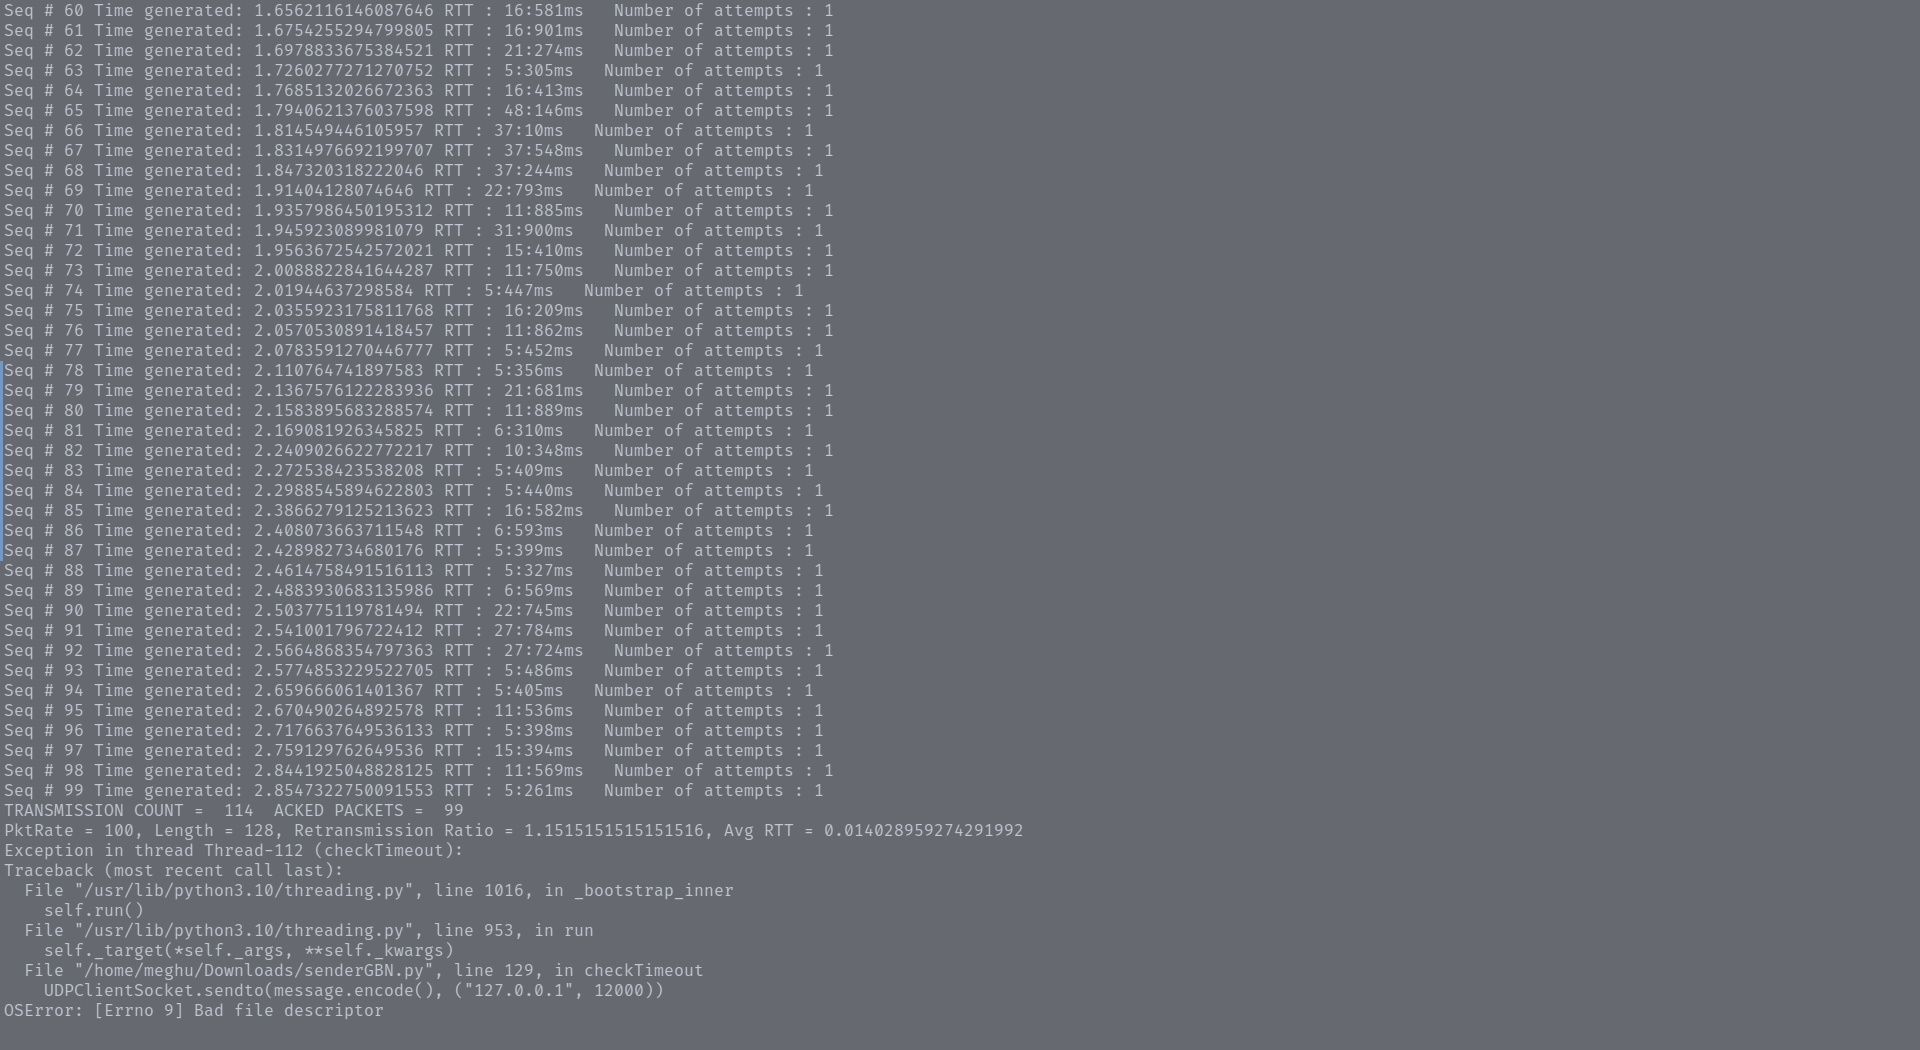 Seq # 60 Time generated: 1.6562116146087646 RTT : 16:581ms   Number of attempts : 1
Seq # 61 Time generated: 1.6754255294799805 RTT : 16:901ms   Number of attempts : 1
Seq # 62 Time generated: 1.6978833675384521 RTT : 21:274ms   Number of attempts : 1
Seq # 63 Time generated: 1.7260277271270752 RTT : 5:305ms   Number of attempts : 1
Seq # 64 Time generated: 1.7685132026672363 RTT : 16:413ms   Number of attempts : 1
Seq # 65 Time generated: 1.7940621376037598 RTT : 48:146ms   Number of attempts : 1
Seq # 66 Time generated: 1.814549446105957 RTT : 37:10ms   Number of attempts : 1
Seq # 67 Time generated: 1.8314976692199707 RTT : 37:548ms   Number of attempts : 1
Seq # 68 Time generated: 1.847320318222046 RTT : 37:244ms   Number of attempts : 1
Seq # 69 Time generated: 1.91404128074646 RTT : 22:793ms   Number of attempts : 1
Seq # 70 Time generated: 1.9357986450195312 RTT : 11:885ms   Number of attempts : 1
Seq # 71 Time generated: 1.945923089981079 RTT : 31:900ms   Number of attempts : 1
Seq # 72 Time generated: 1.9563672542572021 RTT : 15:410ms   Number of attempts : 1
Seq # 73 Time generated: 2.0088822841644287 RTT : 11:750ms   Number of attempts : 1
Seq # 74 Time generated: 2.01944637298584 RTT : 5:447ms   Number of attempts : 1
Seq # 75 Time generated: 2.0355923175811768 RTT : 16:209ms   Number of attempts : 1
Seq # 76 Time generated: 2.0570530891418457 RTT : 11:862ms   Number of attempts : 1
Seq # 77 Time generated: 2.0783591270446777 RTT : 5:452ms   Number of attempts : 1
Seq # 78 Time generated: 2.110764741897583 RTT : 5:356ms   Number of attempts : 1
Seq # 79 Time generated: 2.1367576122283936 RTT : 21:681ms   Number of attempts : 1
Seq # 80 Time generated: 2.1583895683288574 RTT : 11:889ms   Number of attempts : 1
Seq # 81 Time generated: 2.169081926345825 RTT : 6:310ms   Number of attempts : 1
Seq # 82 Time generated: 2.2409026622772217 RTT : 10:348ms   Number of attempts : 1
Seq # 83 Time generated: 2.272538423538208 RTT : 5:409ms   Number of attempts : 1
Seq # 84 Time generated: 2.2988545894622803 RTT : 5:440ms   Number of attempts : 1
Seq # 85 Time generated: 2.3866279125213623 RTT : 16:582ms   Number of attempts : 1
Seq # 86 Time generated: 2.408073663711548 RTT : 6:593ms   Number of attempts : 1
Seq # 87 Time generated: 2.428982734680176 RTT : 5:399ms   Number of attempts : 1
Seq # 88 Time generated: 2.4614758491516113 RTT : 5:327ms   Number of attempts : 1
Seq # 89 Time generated: 2.4883930683135986 RTT : 6:569ms   Number of attempts : 1
Seq # 90 Time generated: 2.503775119781494 RTT : 22:745ms   Number of attempts : 1
Seq # 91 Time generated: 2.541001796722412 RTT : 27:784ms   Number of attempts : 1
Seq # 92 Time generated: 2.5664868354797363 RTT : 27:724ms   Number of attempts : 1
Seq # 93 Time generated: 2.5774853229522705 RTT : 5:486ms   Number of attempts : 1
Seq # 94 Time generated: 2.659666061401367 RTT : 5:405ms   Number of attempts : 1
Seq # 95 Time generated: 2.670490264892578 RTT : 11:536ms   Number of attempts : 1
Seq # 96 Time generated: 2.7176637649536133 RTT : 5:398ms   Number of attempts : 1
Seq # 97 Time generated: 2.759129762649536 RTT : 15:394ms   Number of attempts : 1
Seq # 98 Time generated: 2.8441925048828125 RTT : 11:569ms   Number of attempts : 1
Seq # 99 Time generated: 2.8547322750091553 RTT : 5:261ms   Number of attempts : 1
TRANSMISSION COUNT =  114  ACKED PACKETS =  99
PktRate = 100, Length = 128, Retransmission Ratio = 1.1515151515151516, Avg RTT = 0.014028959274291992
Exception in thread Thread-112 (checkTimeout):
Traceback (most recent call last):
  File "/usr/lib/python3.10/threading.py", line 1016, in _bootstrap_inner
    self.run()
  File "/usr/lib/python3.10/threading.py", line 953, in run
    self._target(*self._args, **self._kwargs)
  File "/home/meghu/Downloads/senderGBN.py", line 129, in checkTimeout
    UDPClientSocket.sendto(message.encode(), ("127.0.0.1", 12000))
OSError: [Errno 9] Bad file descriptor